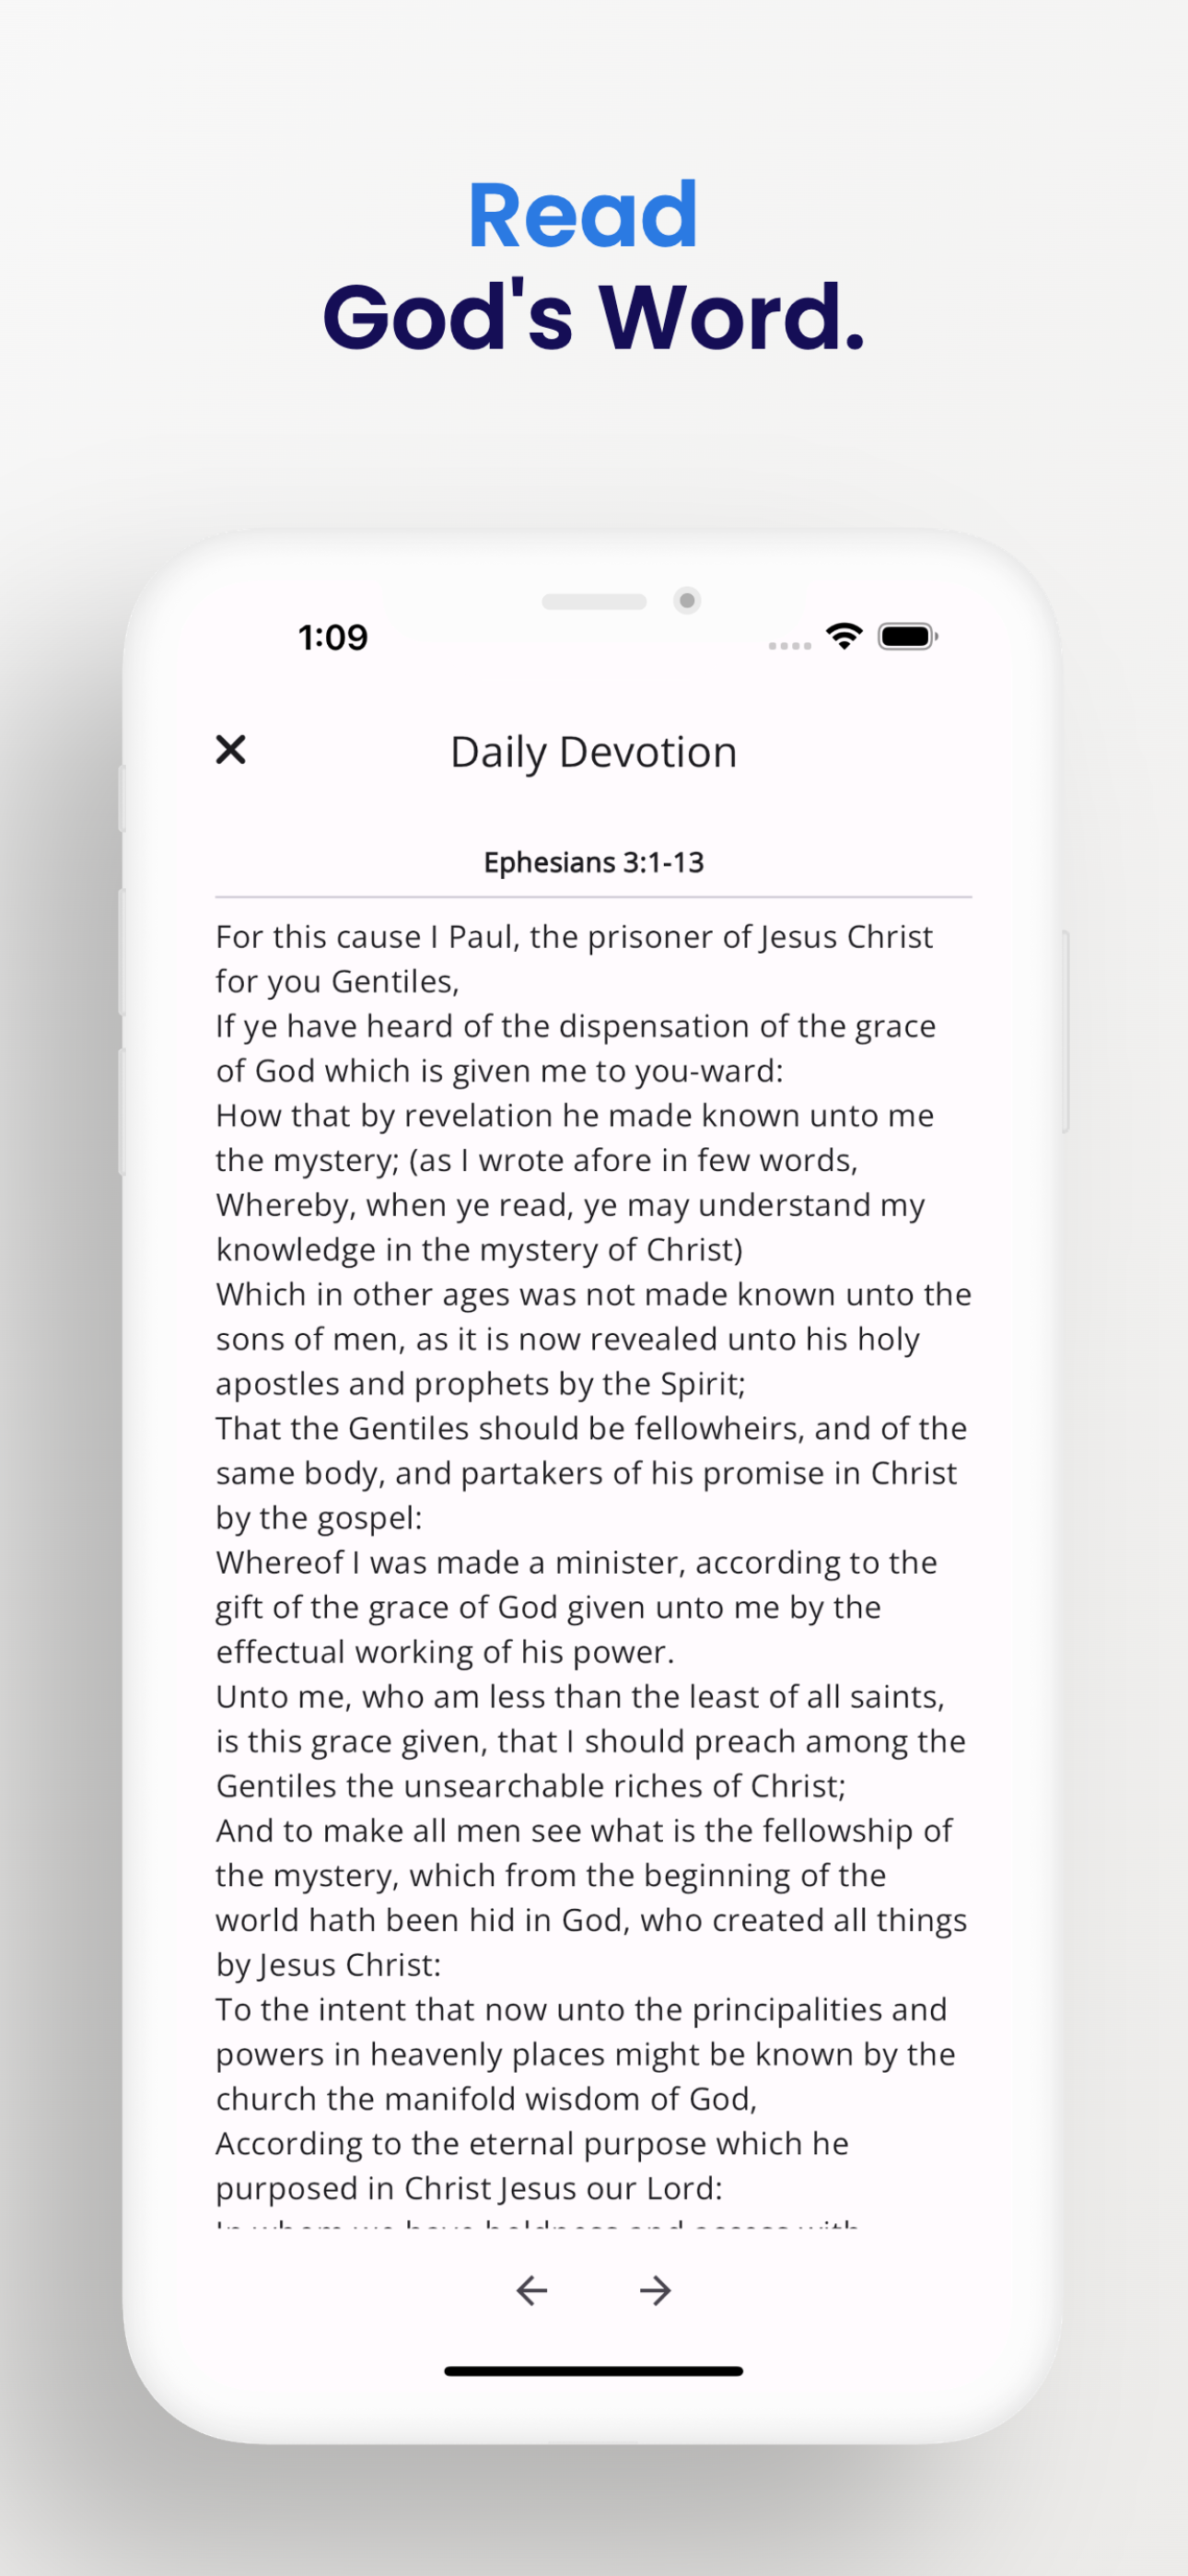 Read
God's Word.
1:09
Daily Devotion
Ephesians 3:1-13
For this cause I Paul, the prisoner of Jesus Christ
for you Gentiles,
If ye have heard of the dispensation of the grace
of God which is given me to you-ward:
How that by revelation he made known unto me
the mystery; (as I wrote afore in few words,
Whereby, when ye read, ye may understand my
knowledge in the mystery of Christ)
Which in other ages was not made known unto the
sons of men, as it is now revealed unto his holy
apostles and prophets by the Spirit;
That the Gentiles should be fellowheirs, and of the
same body, and partakers of his promise in Christ
by the gospel:
Whereof I was made a minister, according to the
gift of the grace of God given unto me by the
effectual working of his power.
Unto me, who am less than the least of all saints,
is this grace given, that I should preach among the
Gentiles the unsearchable riches of Christ;
And to make all men see what is the fellowship of
the mystery, which from the beginning of the
world hath been hid in God, who created all things
by Jesus Christ:
To the intent that now unto the principalities and
powers in heavenly places might be known by the
church the manifold wisdom of God,
According to the eternal purpose which he
purposed in Christ Jesus our Lord:
In whom we have boldness and access with